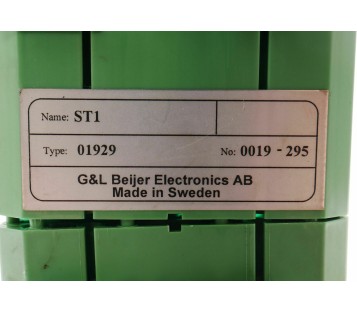 Name: ST1
Type: 01929 No: 0019 - 295
G&L Beijer Electronics AB
Made in Sweden